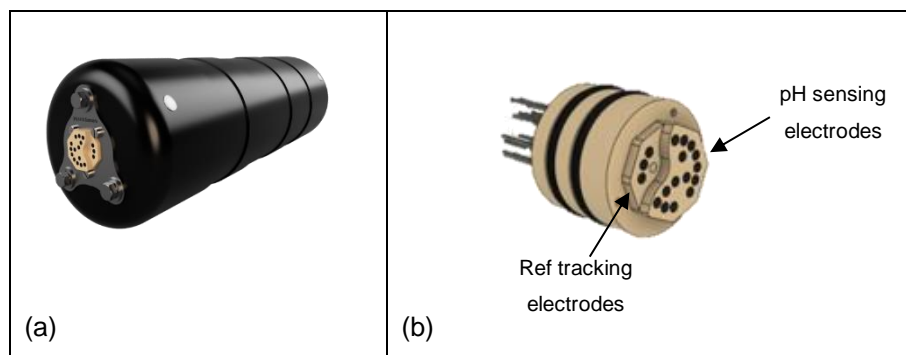 pH sensing
electrodes
Ref tracking
electrodes
(a)
(b)